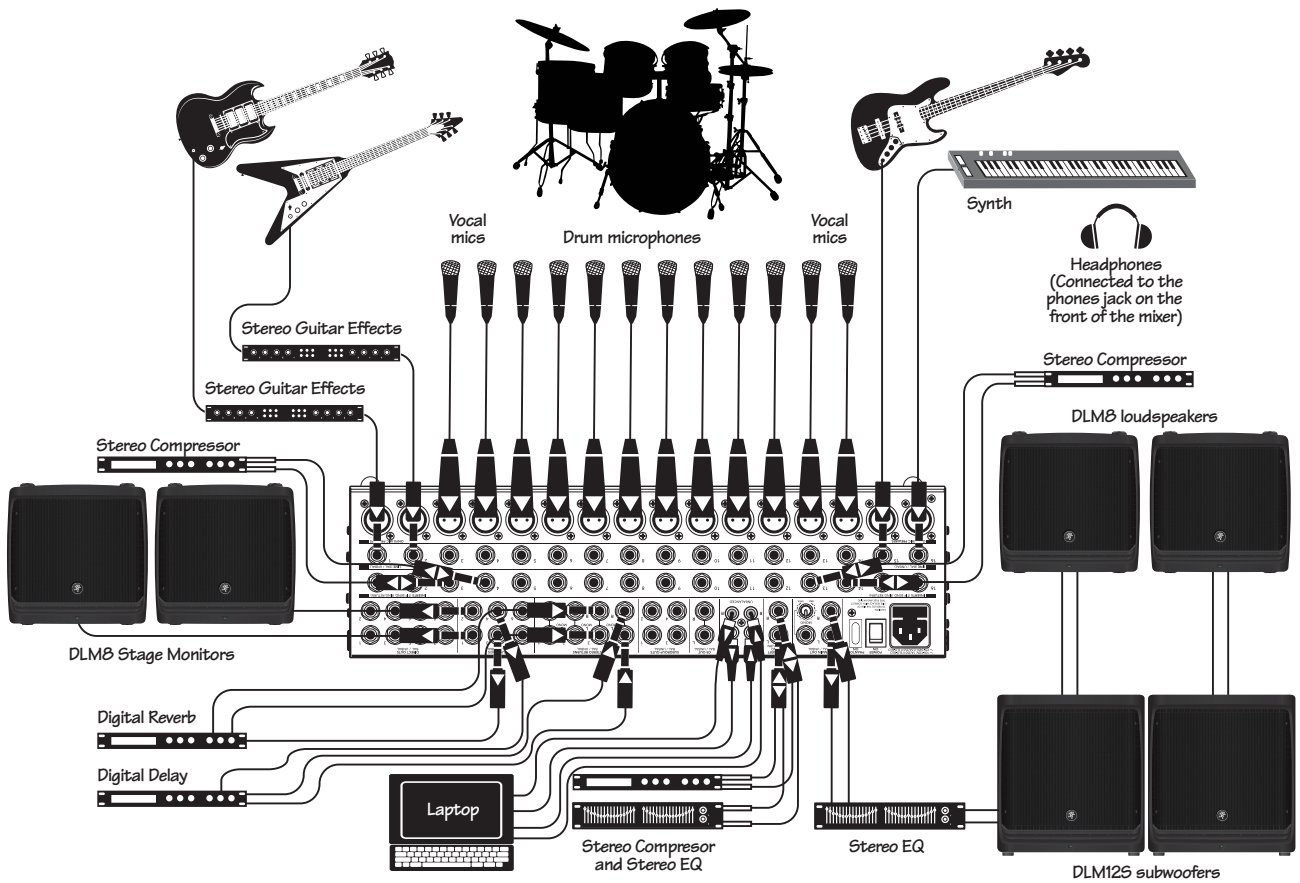 Vocal
mics
Drum microphones
Vocal
mics
Synth
Headphones
(Connected to the
phones jack on the
front of the mixer)
Stereo Guitar Effects
Stereo Guitar Effects
Stereo Compressor
Stereo Compressor
DLM8 loudspeakers
DLM8 Stage Monitors
Digital Reverb
Digital Delay
Laptop
Stereo Compresor
and Stereo EQ
Stereo EQ
DLM12S subwoofers